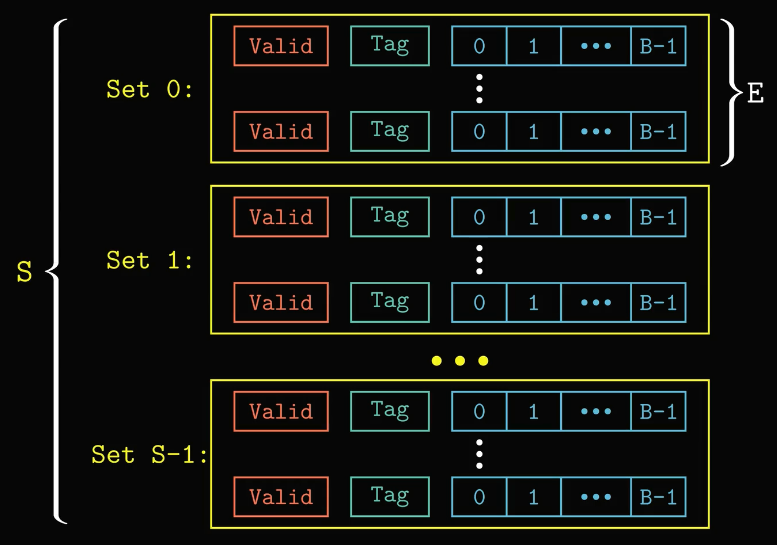 Valid Tag 0 1 ••• B-1
Set 0: E
Valid Tag 0 1 ••• B-1
Valid Tag 0 1 ••• B-1
S Set 1:
Valid Tag 0 1 ••• B-1
•••
Valid Tag 0 1 ••• B-1
Set S-1:
Valid Tag 0 1 ••• B-1